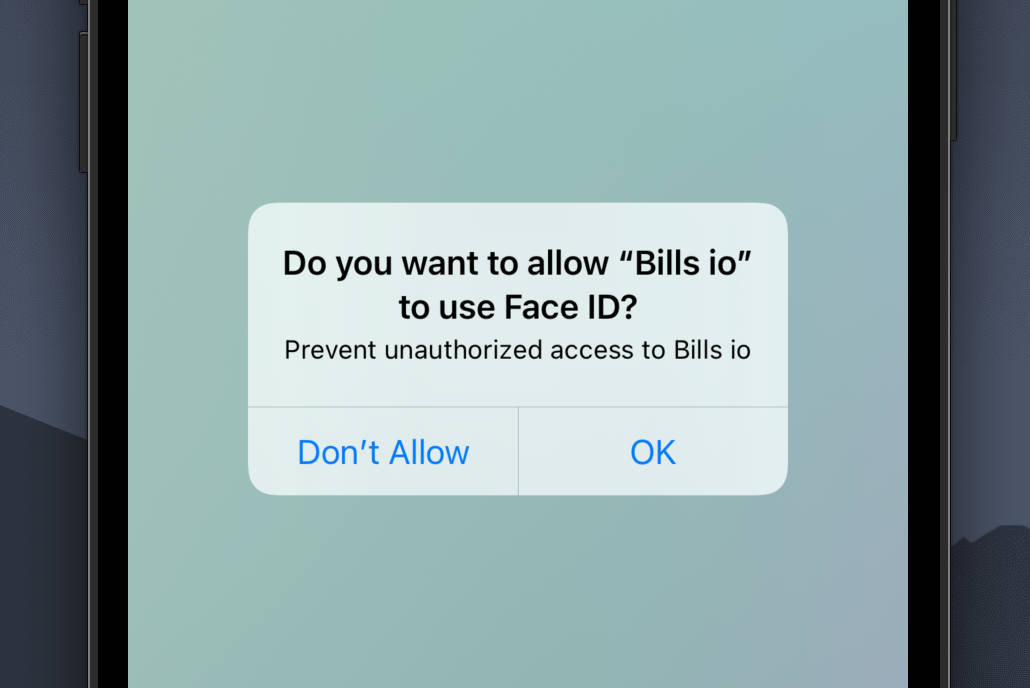 Do you want to allow “Bills io”
to use Face ID?
Prevent unauthorized access to Bills io
Don’t Allow
OK